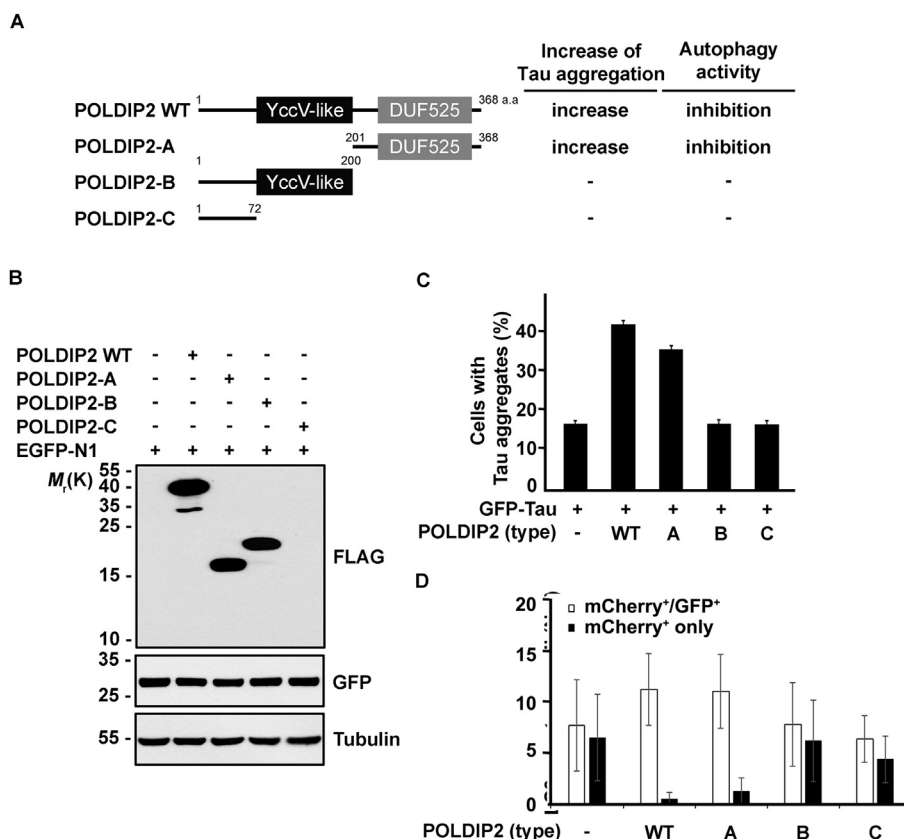 A
Increase of Tau aggregation
Autophagy activity
POLDIP2 WT 1 YccV-like DUF525 368 a.a increase inhibition
POLDIP2-A 201 DUF525 368 increase inhibition
POLDIP2-B 1 YccV-like 200 - -
POLDIP2-C 1 72 - -
B
POLDIP2 WT - + - - -
POLDIP2-A - - + - -
POLDIP2-B - - - + -
POLDIP2-C - - - - +
EGFP-N1 + + + + +
Mr(K)
55 -
40 -
35 -
25 -
15 -
10 -
FLAG
35 -
25 -
GFP
55 -
Tubulin
C
Cells with
Tau aggregates (%)
40
30
20
10
0
GFP-Tau + + + + +
POLDIP2 (type) - WT A B C
D
mCherry+/GFP+
mCherry+ only
20
15
10
5
0
POLDIP2 (type) - WT A B C